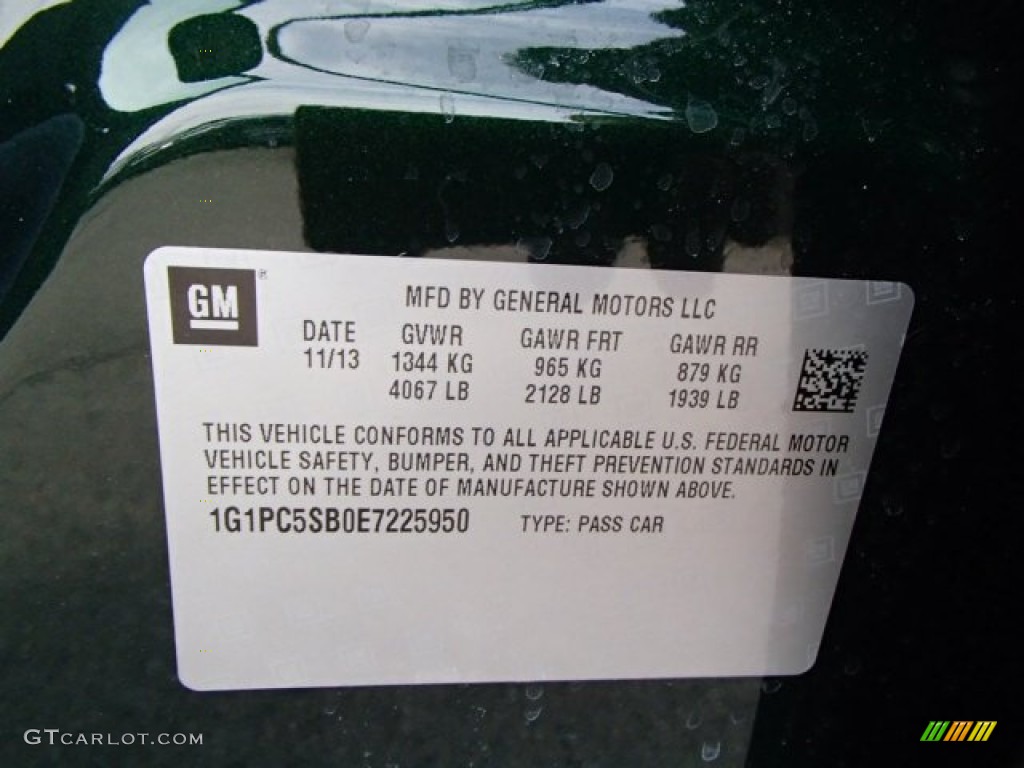 GM ®
MFD BY GENERAL MOTORS LLC
DATE GVWR GAWR FRT GAWR RR
11/13 1344 KG 965 KG 879 KG
4067 LB 2128 LB 1939 LB
THIS VEHICLE CONFORMS TO ALL APPLICABLE U.S. FEDERAL MOTOR
VEHICLE SAFETY, BUMPER, AND THEFT PREVENTION STANDARDS IN
EFFECT ON THE DATE OF MANUFACTURE SHOWN ABOVE.
1G1PC5SB0E7225950 TYPE: PASS CAR
GTCARLOT.COM